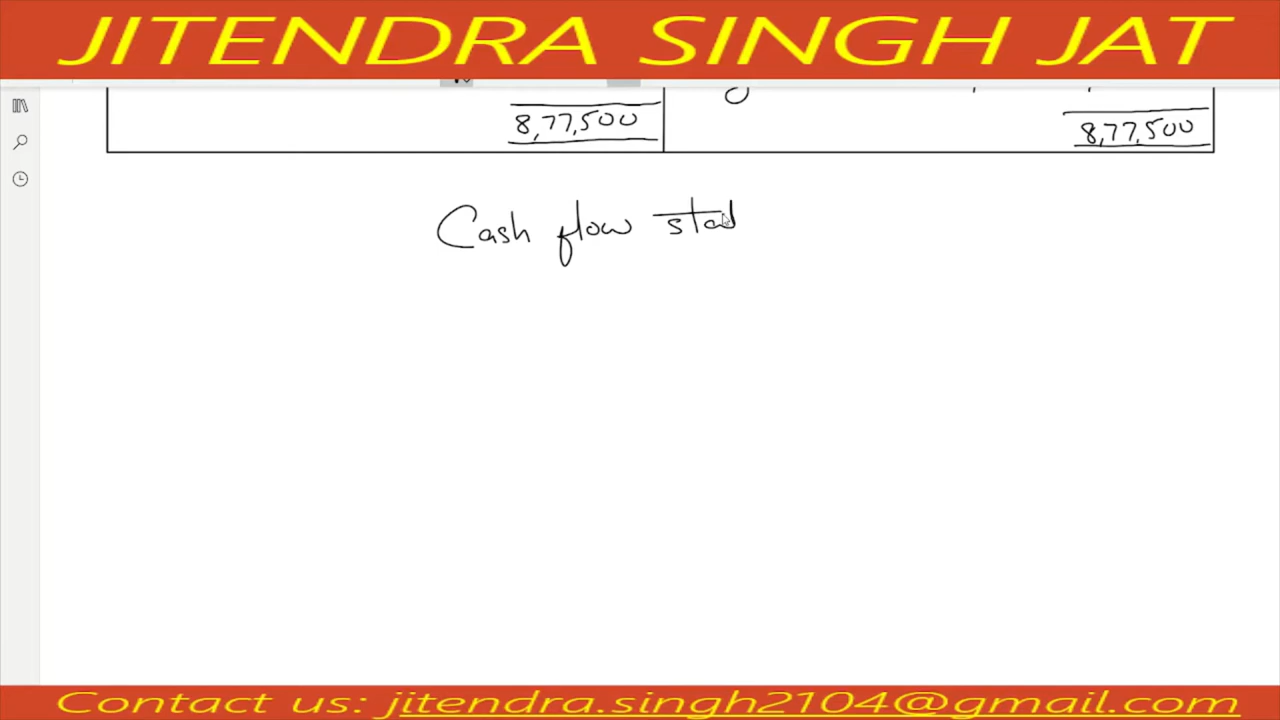 JITENDRA SINGH JAT
8,77,500 8,77,500
Cash flow stat
Contact us: jitendra.singh2104@gmail.com